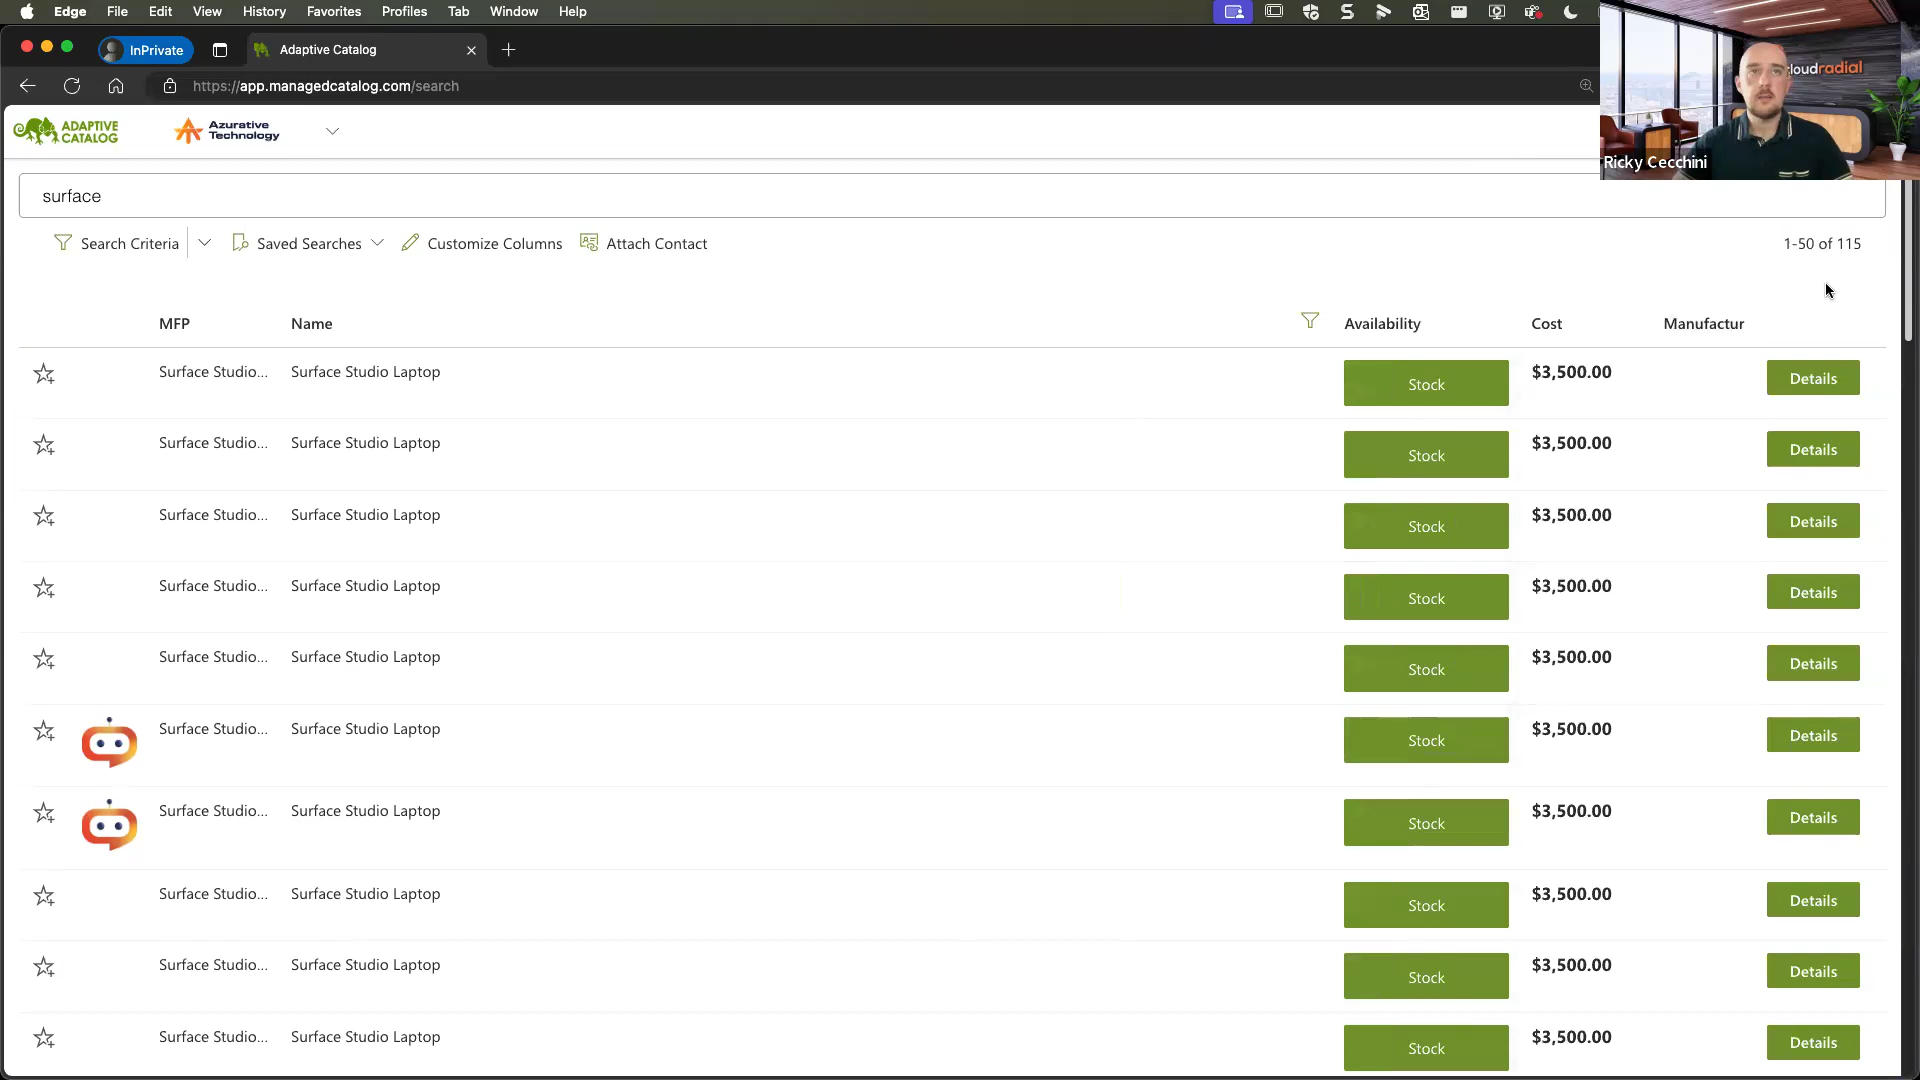 Edge File Edit View History Favorites Profiles Tab Window Help
InPrivate Adaptive Catalog
https://app.managedcatalog.com/search
cloudradial
Ricky Cecchini
ADAPTIVE
CATALOG
Azurative
Technology
surface
Search Criteria Saved Searches Customize Columns Attach Contact 1-50 of 115
MFP Name Availability Cost Manufactur
Surface Studio... Surface Studio Laptop Stock $3,500.00 Details
Surface Studio... Surface Studio Laptop Stock $3,500.00 Details
Surface Studio... Surface Studio Laptop Stock $3,500.00 Details
Surface Studio... Surface Studio Laptop Stock $3,500.00 Details
Surface Studio... Surface Studio Laptop Stock $3,500.00 Details
Surface Studio... Surface Studio Laptop Stock $3,500.00 Details
Surface Studio... Surface Studio Laptop Stock $3,500.00 Details
Surface Studio... Surface Studio Laptop Stock $3,500.00 Details
Surface Studio... Surface Studio Laptop Stock $3,500.00 Details
Surface Studio... Surface Studio Laptop Stock $3,500.00 Details